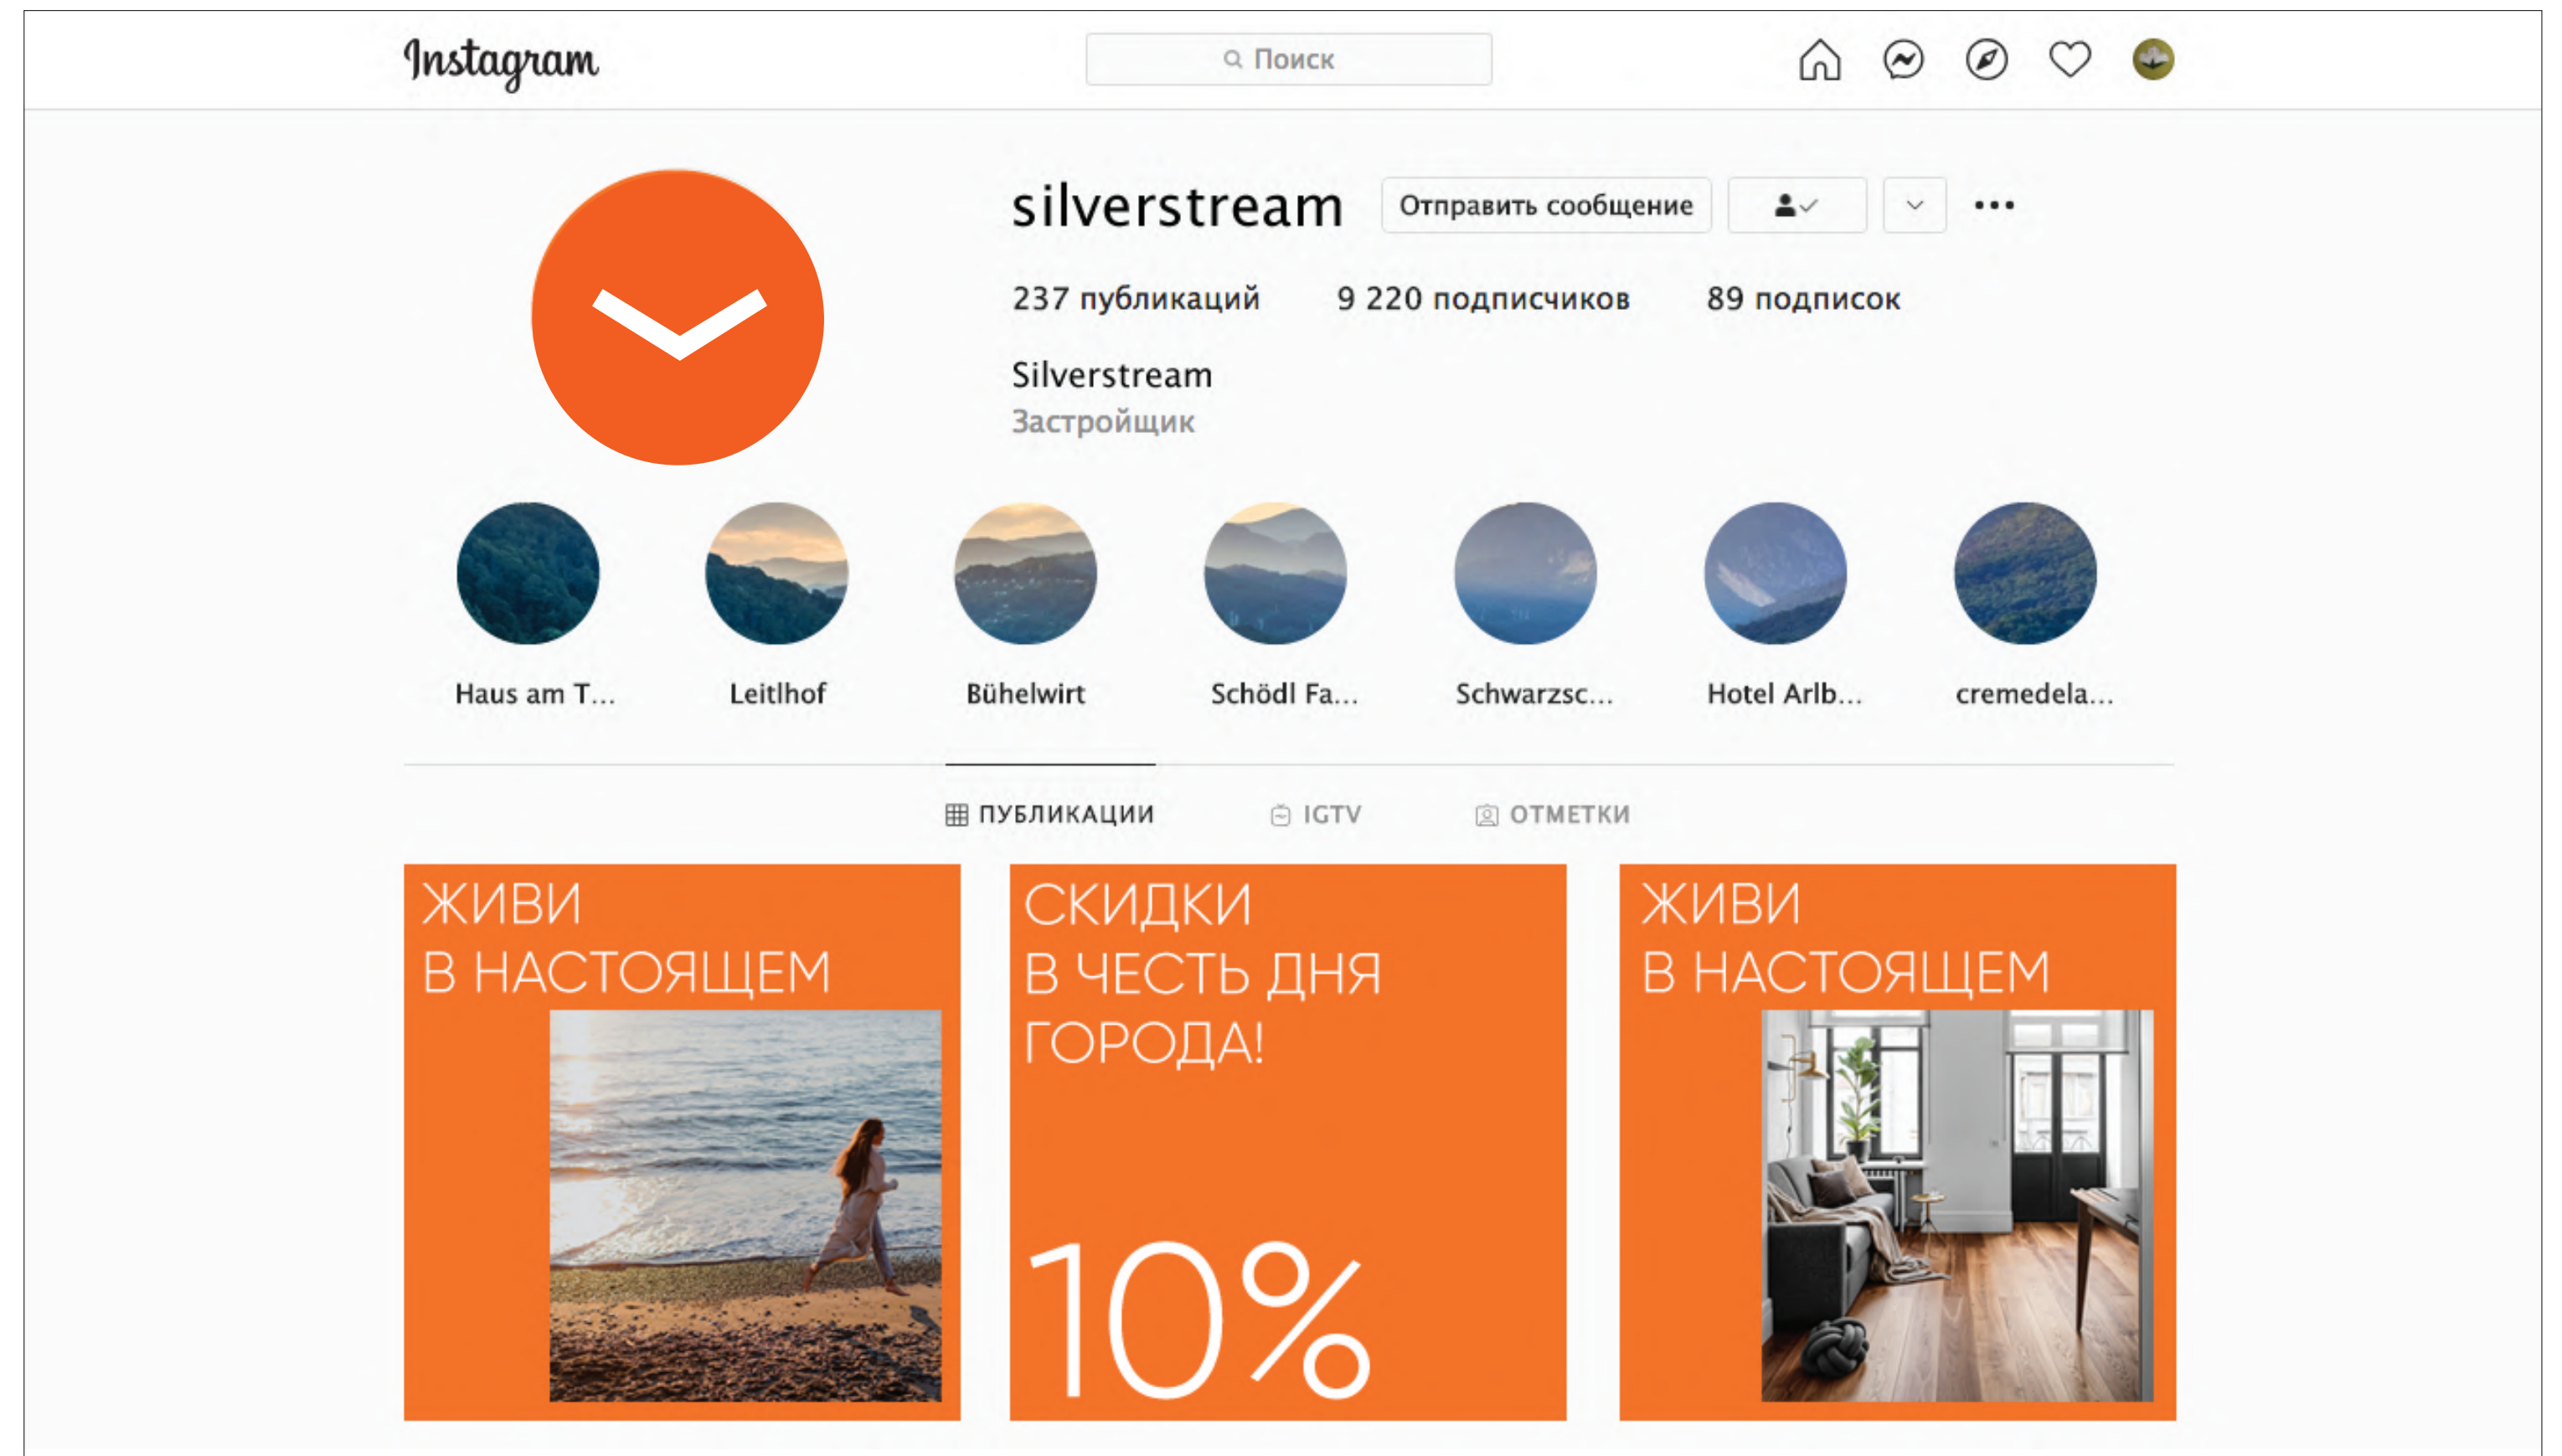 Instagram
Поиск
silverstream
Отправить сообщение
237 публикаций 9 220 подписчиков 89 подписок
Silverstream
Застройщик
Haus am T... Leitlhof Bühelwirt Schödl Fa... Schwarzsc... Hotel Arlb... cremedela...
ПУБЛИКАЦИИ IGTV ОТМЕТКИ
ЖИВИ
В НАСТОЯЩЕМ
СКИДКИ
В ЧЕСТЬ ДНЯ
ГОРОДА!
10%
ЖИВИ
В НАСТОЯЩЕМ